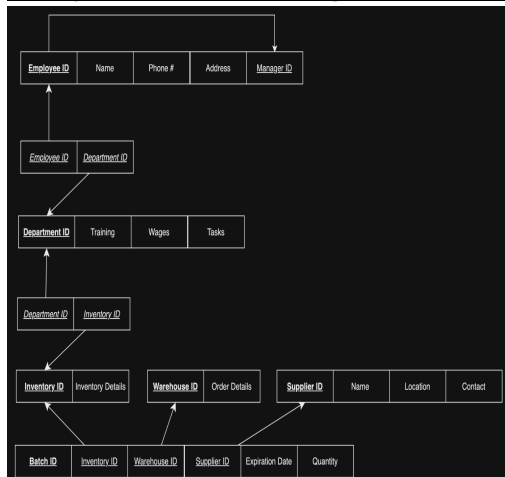 Employee ID Name Phone # Address Manager ID
Employee ID Department ID
Department ID Training Wages Tasks
Department ID Inventory ID
Inventory ID Inventory Details Warehouse ID Order Details Supplier ID Name Location Contact
Batch ID Inventory ID Warehouse ID Supplier ID Expiration Date Quantity